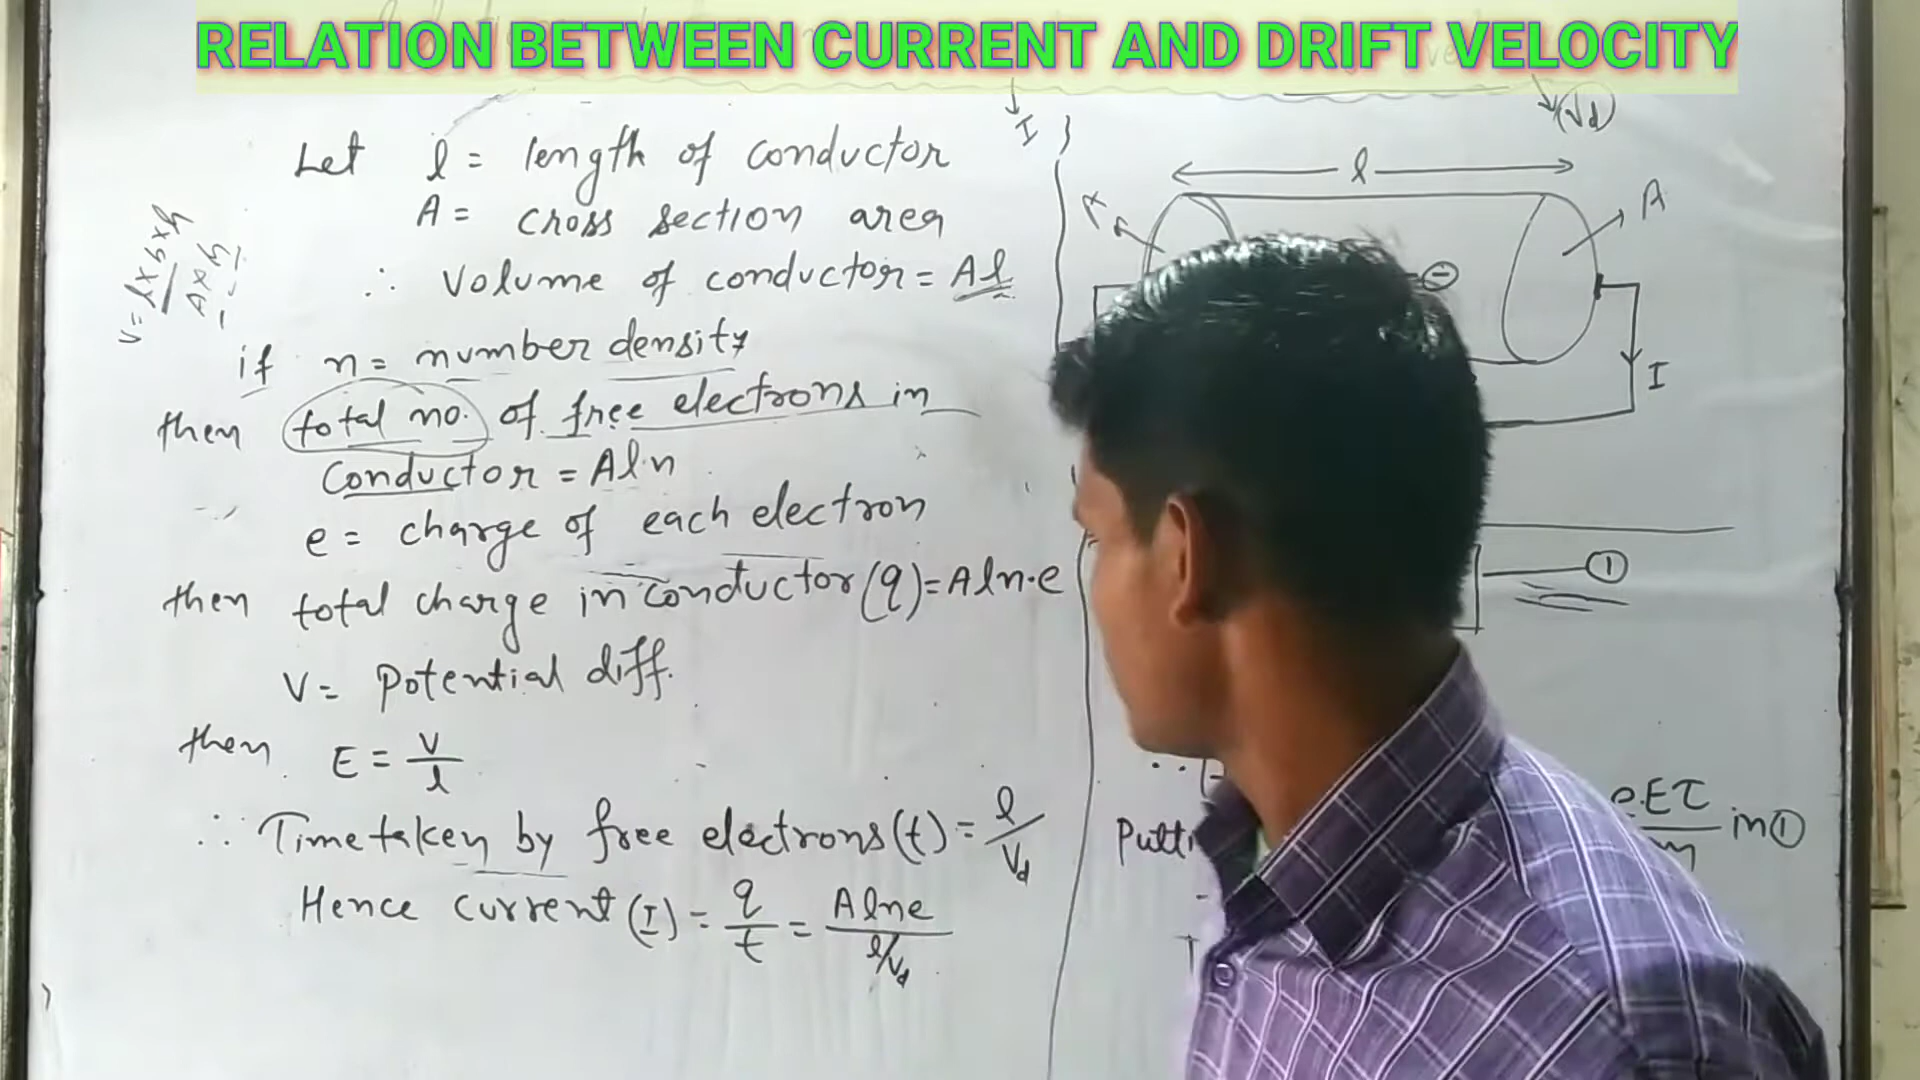 RELATION BETWEEN CURRENT AND DRIFT VELOCITY
Let l = length of conductor
A = cross section area
∴ Volume of conductor = Al
if n = number density
then total no. of free electrons in
Conductor = Al·n
e = charge of each electron
then total charge in conductor (q) = Aln·e
V = Potential diff.
then E = V/l
∴ Time taken by free electrons (t) = l/Vd
Hence current (I) = q/t = Alne/(l/Vd)
V = l×b×h
A×h
I
(Vd)
l
A
A
⊖
I
①
eEτ/m in ①